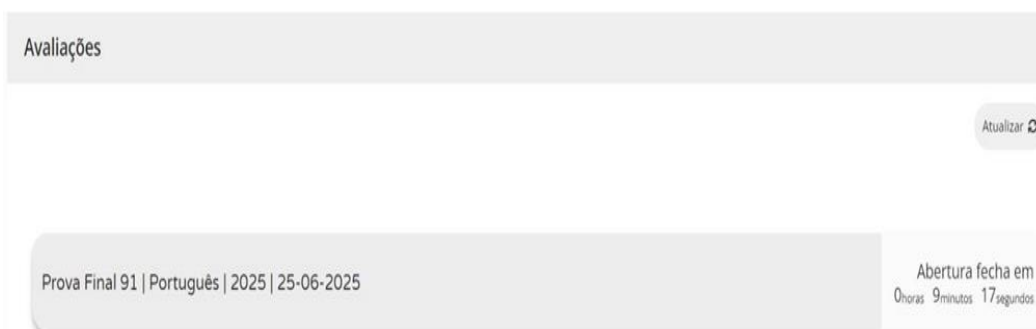 Avaliações
Atualizar
Prova Final 91 | Português | 2025 | 25-06-2025
Abertura fecha em
0horas 9minutos 17segundos